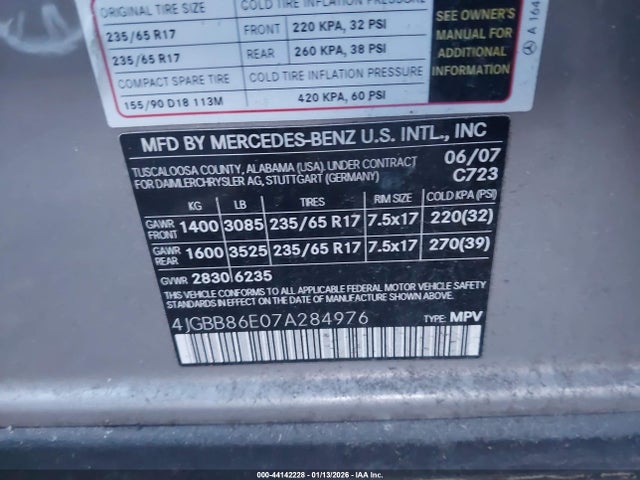 ORIGINAL TIRE SIZE COLD TIRE INFLATION PRESSURE
235/65 R17 FRONT 220 KPA, 32 PSI
235/65 R17 REAR 260 KPA, 38 PSI
COMPACT SPARE TIRE COLD TIRE INFLATION PRESSURE
155/90 D18 113M 420 KPA, 60 PSI
SEE OWNER'S
MANUAL FOR
ADDITIONAL
INFORMATION
A 164
MFD BY MERCEDES-BENZ U.S. INTL., INC
TUSCALOOSA COUNTY, ALABAMA (USA). UNDER CONTRACT
FOR DAIMLERCHRYSLER AG, STUTTGART (GERMANY)
06/07
C723
KG LB TIRES RIM SIZE COLD KPA (PSI)
GAWR FRONT 1400 3085 235/65 R17 7.5x17 220(32)
GAWR REAR 1600 3525 235/65 R17 7.5x17 270(39)
GVWR 2830 6235
THIS VEHICLE CONFORMS TO ALL APPLICABLE FEDERAL MOTOR VEHICLE SAFETY
STANDARDS IN EFFECT ON THE DATE OF MANUFACTURE SHOWN ABOVE.
4JGBB86E07A284976 TYPE: MPV
000-44142228 - 01/13/2026 - IAA Inc.